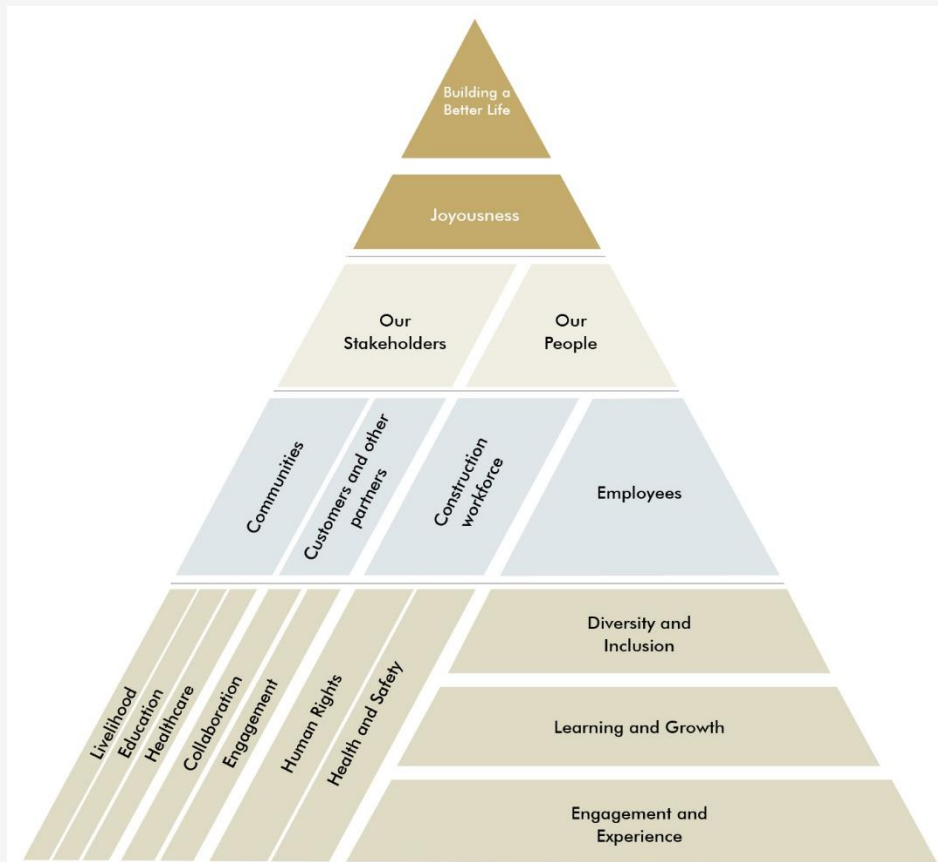 Building a
Better Life
Joyousness
Our
Stakeholders
Our
People
Communities
Customers and other
partners
Construction
workforce
Employees
Livelihood
Education
Healthcare
Collaboration
Engagement
Human Rights
Health and Safety
Diversity and
Inclusion
Learning and Growth
Engagement and
Experience